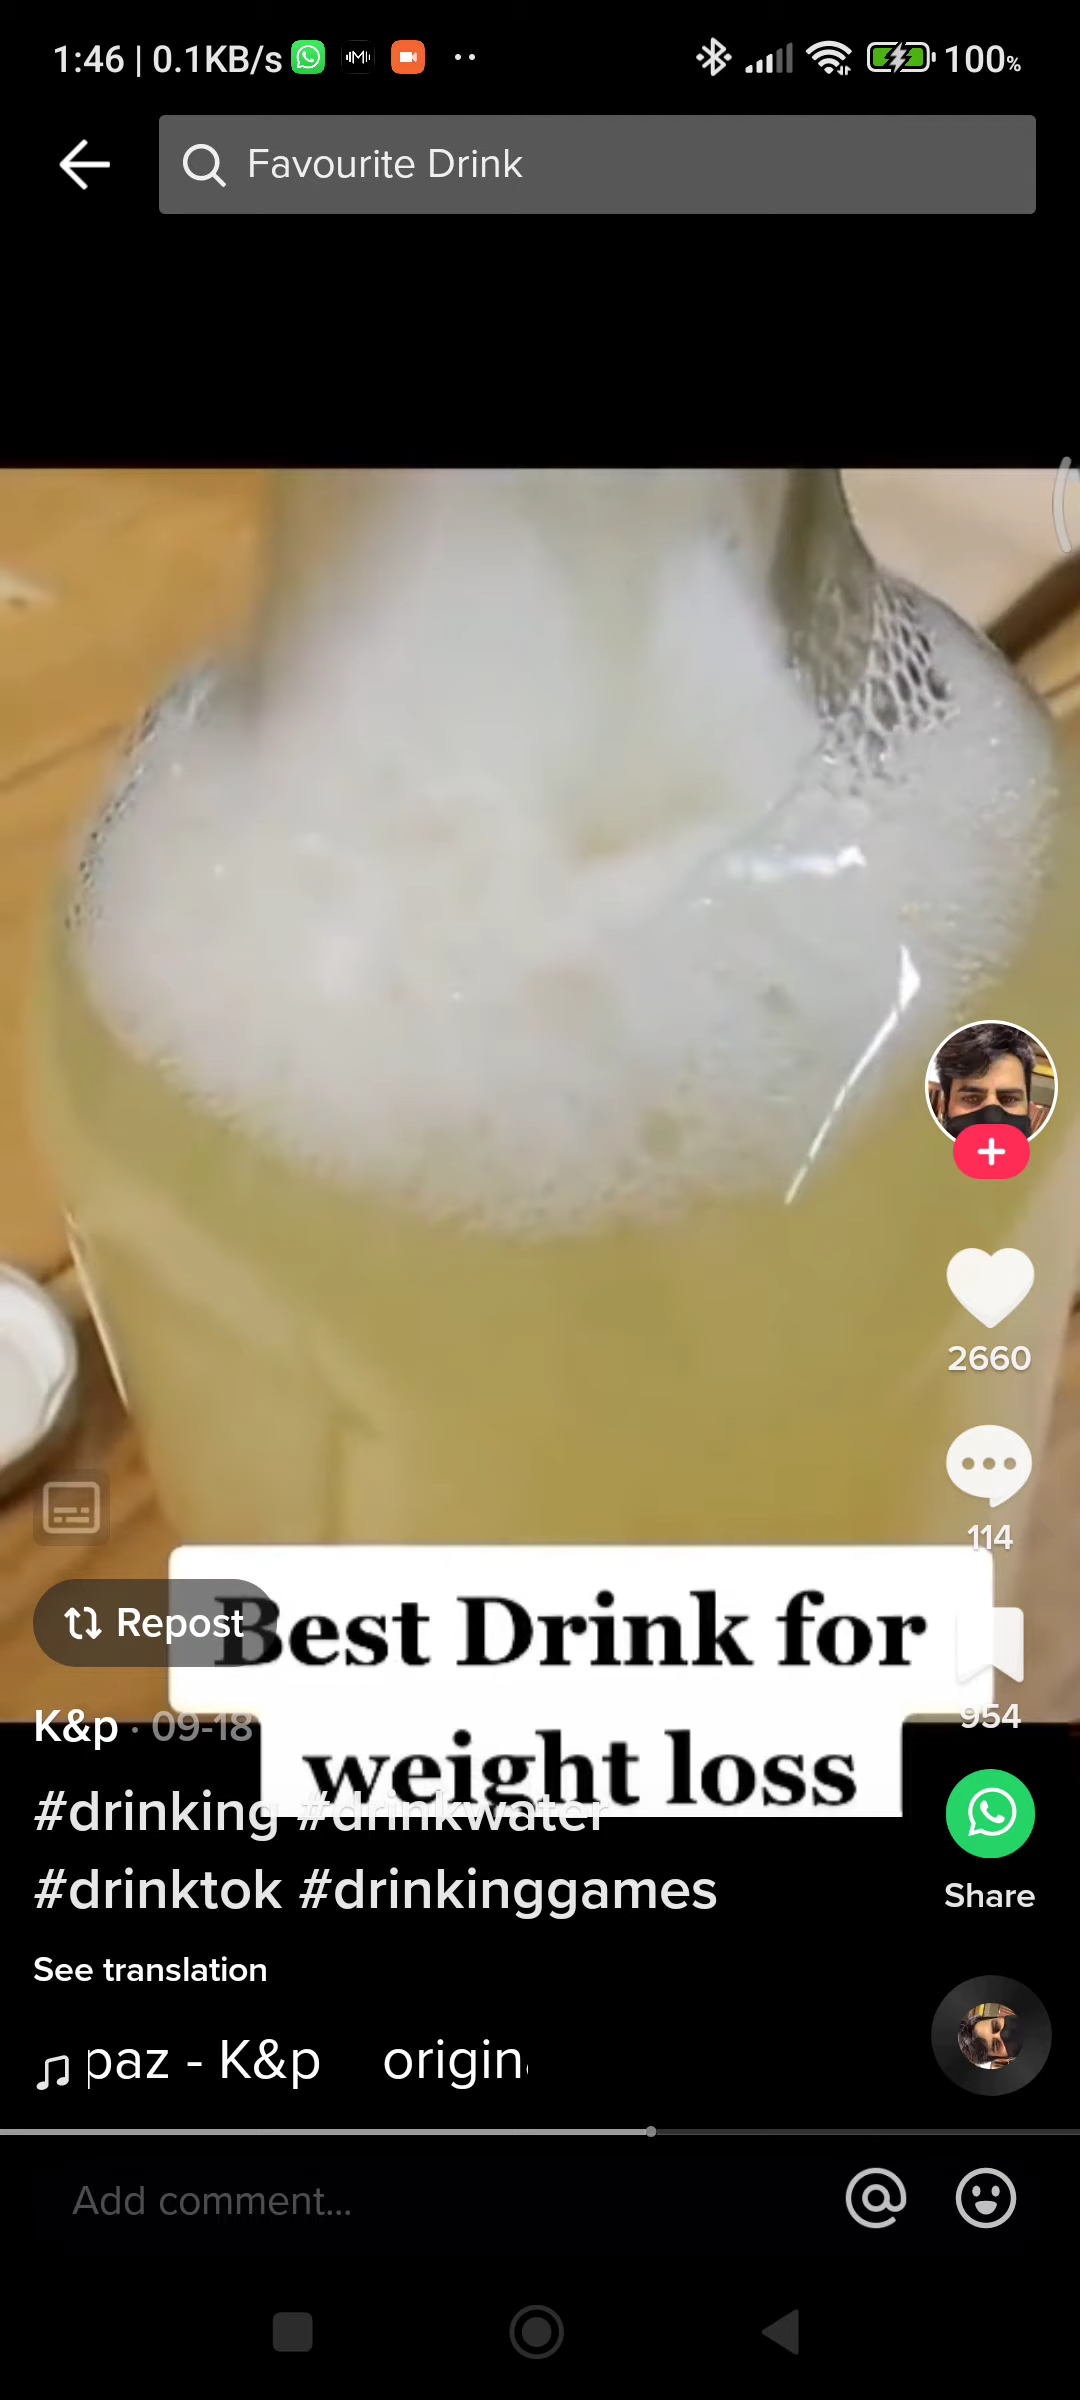 1:46 | 0.1KB/s
100%
Favourite Drink
2660
114
Best Drink for
Repost
954
K&p · 09-18
weight loss
#drinking #drinkwater
#drinktok #drinkinggames
Share
See translation
paz - K&p origin
Add comment...